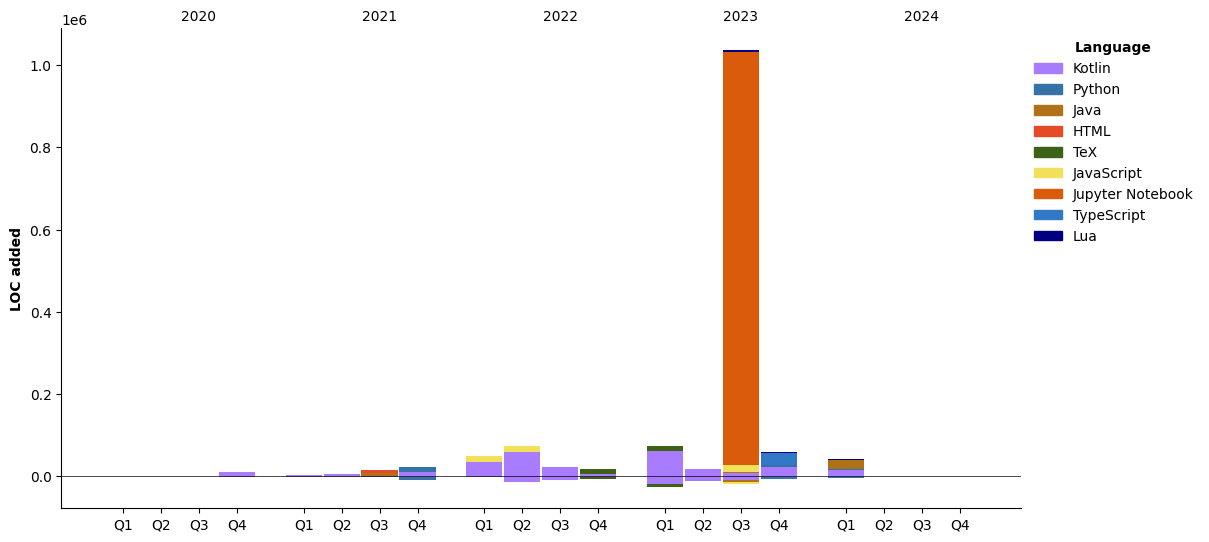 2020 2021 2022 2023 2024
1e6
Language
Kotlin
Python
Java
HTML
TeX
JavaScript
Jupyter Notebook
TypeScript
Lua
LOC added
1.0
0.8
0.6
0.4
0.2
0.0
Q1 Q2 Q3 Q4 Q1 Q2 Q3 Q4 Q1 Q2 Q3 Q4 Q1 Q2 Q3 Q4 Q1 Q2 Q3 Q4